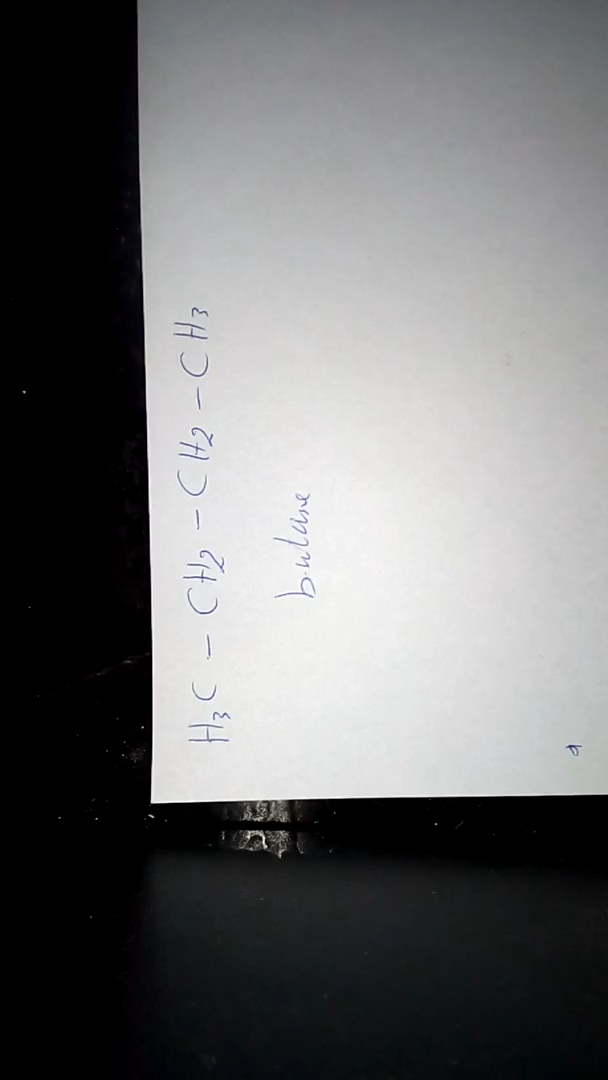 H₃C – CH₂ – CH₂ – CH₃
butane